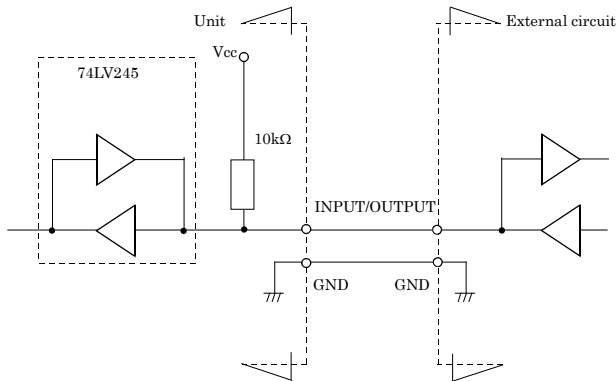 Unit
External circuit
Vcc
74LV245
10kΩ
INPUT/OUTPUT
GND
GND